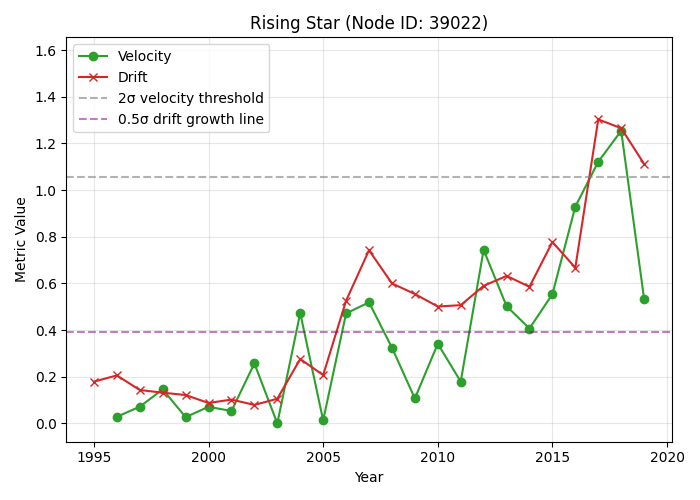 Rising Star (Node ID: 39022)
Velocity
Drift
2σ velocity threshold
0.5σ drift growth line
Metric Value
1.6
1.4
1.2
1.0
0.8
0.6
0.4
0.2
0.0
1995
2000
2005
2010
2015
2020
Year